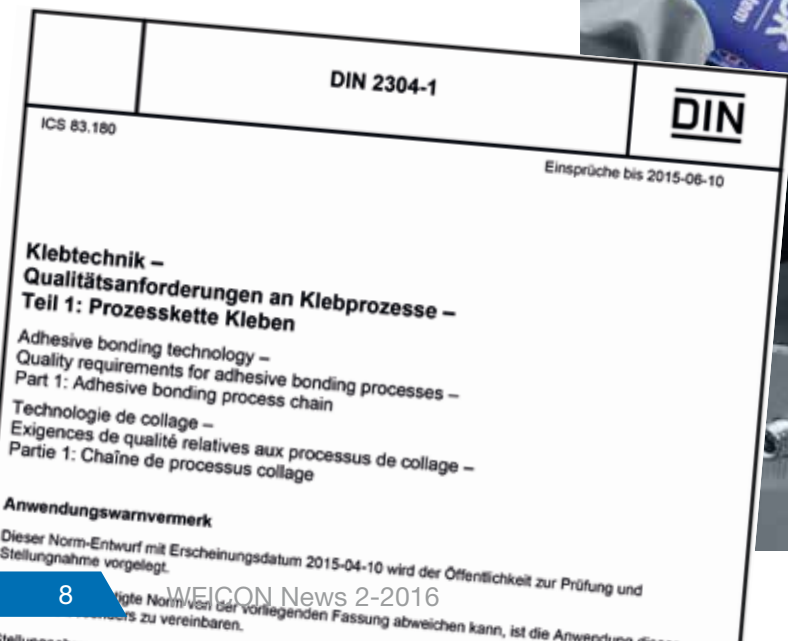 DIN 2304-1
DIN
ICS 83.180
Einsprüche bis 2015-06-10
Klebtechnik –
Qualitätsanforderungen an Klebprozesse –
Teil 1: Prozesskette Kleben
Adhesive bonding technology –
Quality requirements for adhesive bonding processes –
Part 1: Adhesive bonding process chain
Technologie de collage –
Exigences de qualité relatives aux processus de collage –
Partie 1: Chaîne de processus collage
Anwendungswarnvermerk
Dieser Norm-Entwurf mit Erscheinungsdatum 2015-04-10 wird der Öffentlichkeit zur Prüfung und
Stellungnahme vorgelegt.
Norm von der vorliegenden Fassung abweichen kann, ist die Anwendung
zu vereinbaren.
8
WEICON News 2-2016